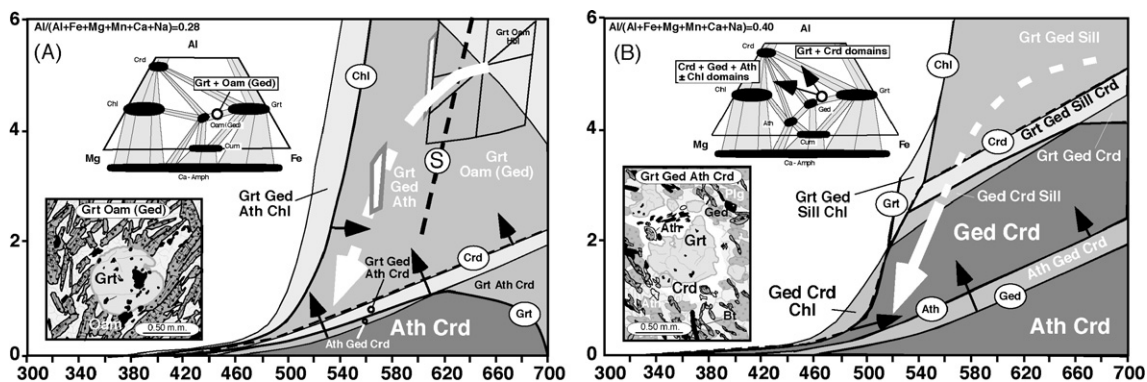 Al/(Al+Fe+Mg+Mn+Ca+Na)=0.28
(A)
6
4
2
0
Al
Crd
Grt + Oam (Ged)
Chl
Grt
Oam(Ged)
Cum
Mg
Fe
Ca-Amph
Chl
Grt Oam
Hbl
S
Grt
Oam (Ged)
Grt
Ged
Ath
Grt Ged
Ath Chl
Grt Oam (Ged)
Grt
Oam
0.50 m.m.
Crd
Grt Ged
Ath Crd
Grt Ath Crd
Grt
Ath Crd
Ath Ged Crd
300 340 380 420 460 500 540 580 620 660 700
Al/(Al+Fe+Mg+Mn+Ca+Na)=0.40
(B)
6
4
2
0
Al
Crd
Grt + Crd domains
Crd + Ged + Ath
± Chl domains
Chl
Grt
Ged
Ath
Cum
Mg
Fe
Ca-Amph
Chl
Grt Ged Sill
Grt Ged Sill Crd
Crd
Grt Ged Crd
Grt Ged
Sill Chl
Grt
Ged Crd Sill
Ged Crd
Grt Ged Ath Crd
Plg
Ged
Ath
Grt
Crd
Ath
Bt
0.50 m.m.
Ged Crd
Chl
Ath Ged Crd
Ath
Ged
Ath Crd
300 340 380 420 460 500 540 580 620 660 700